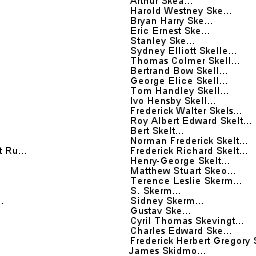 Arthur Skea...
Harold Westney Ske...
Bryan Harry Ske...
Eric Ernest Ske...
Stanley Ske...
Sydney Elliott Skelle...
Thomas Colmer Skell...
Bertrand Bow Skell...
George Elice Skell...
Tom Handley Skell...
Ivo Hensby Skell...
Frederick Walter Skels...
Roy Albert Edward Skelt...
Bert Skelt...
Norman Frederick Skelt...
t Ru... Frederick Richard Skelt...
Henry-George Skelt...
Matthew Stuart Skeo...
Terence Leslie Skerm...
S. Skerm...
. Sidney Skerm...
Gustav Ske...
Cyril Thomas Skevingt...
Charles Edward Ske...
Frederick Herbert Gregory S
James Skidmo...